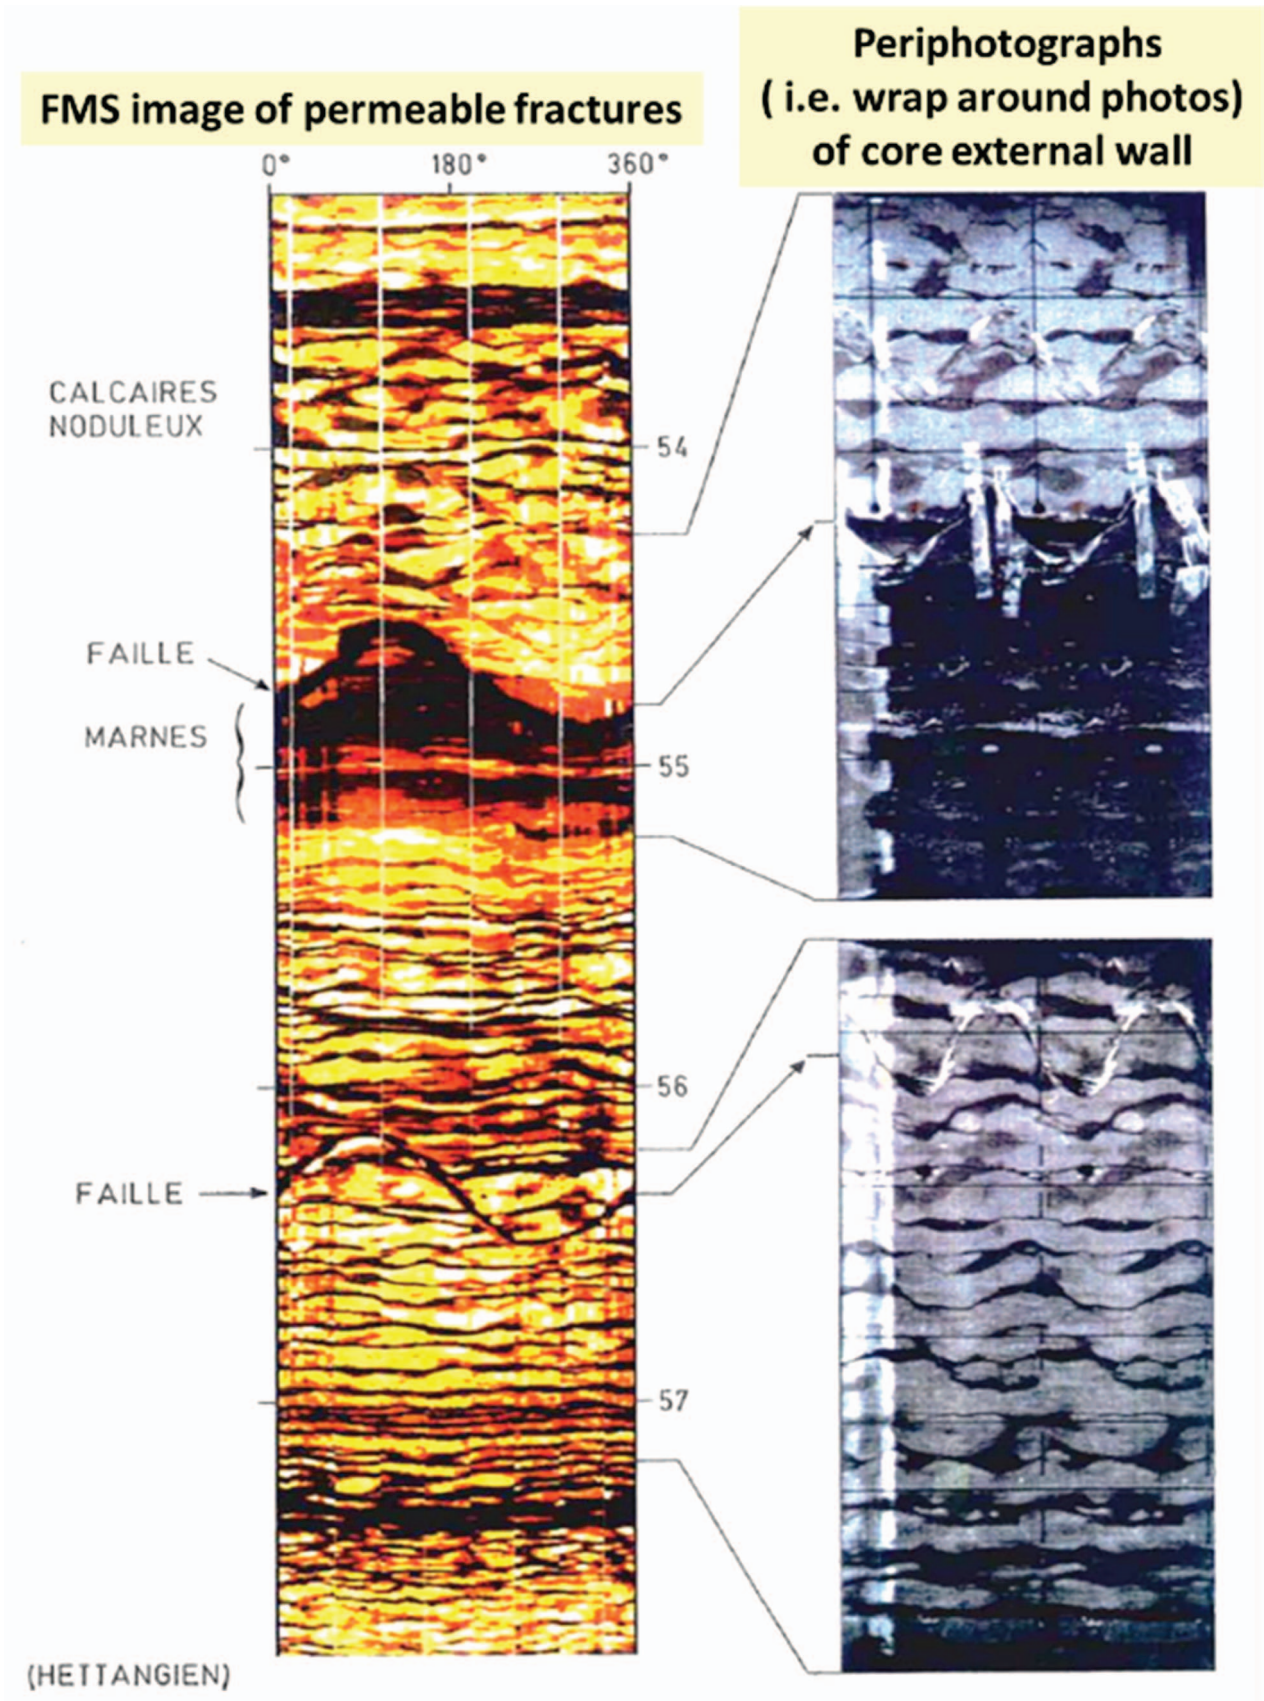 FMS image of permeable fractures
Periphotographs
( i.e. wrap around photos)
of core external wall
0° 180° 360°
CALCAIRES
NODULEUX
54
FAILLE
MARNES
55
56
FAILLE
57
(HETTANGIEN)